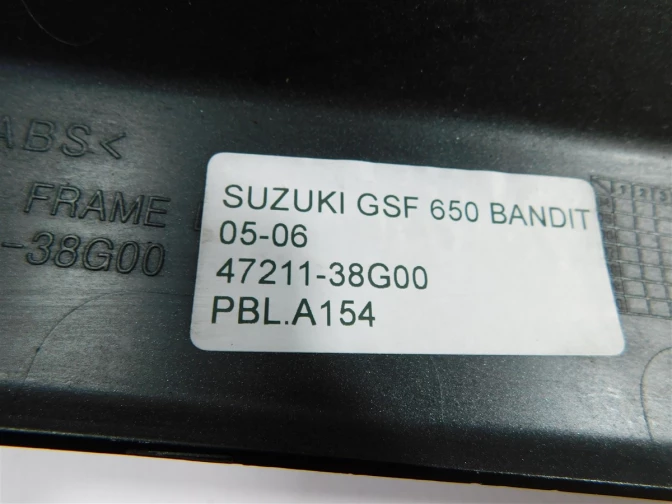 ABS<
FRAME
-38G00
SUZUKI GSF 650 BANDIT
05-06
47211-38G00
PBL.A154